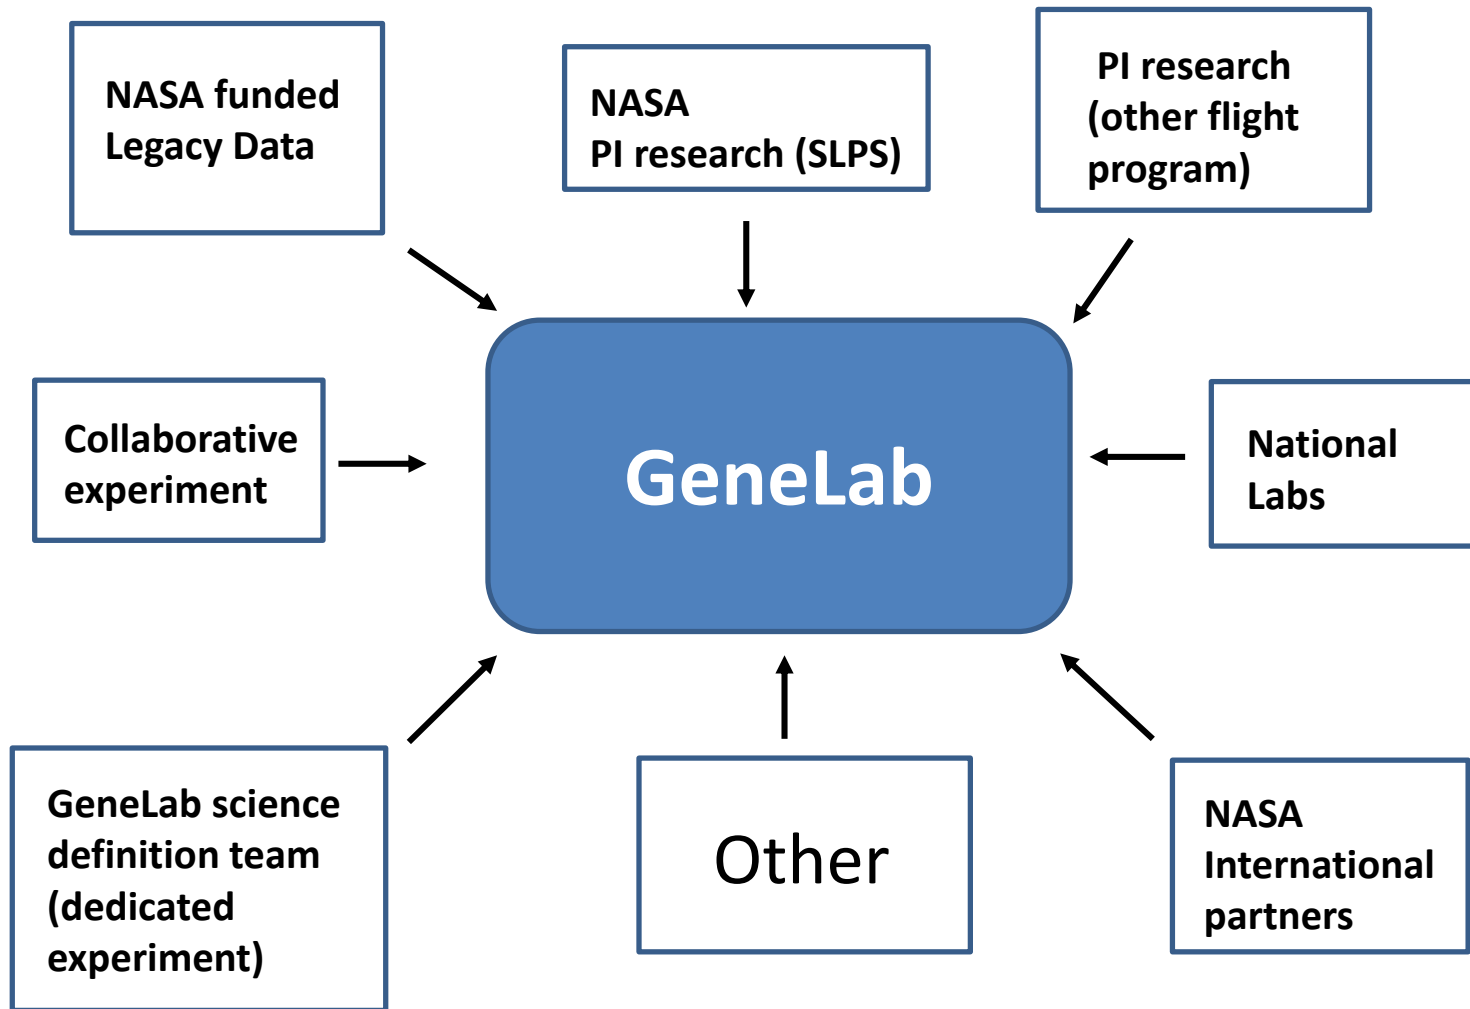 NASA funded
Legacy Data
NASA
PI research (SLPS)
PI research
(other flight
program)
Collaborative
experiment
GeneLab
National
Labs
GeneLab science
definition team
(dedicated
experiment)
Other
NASA
International
partners